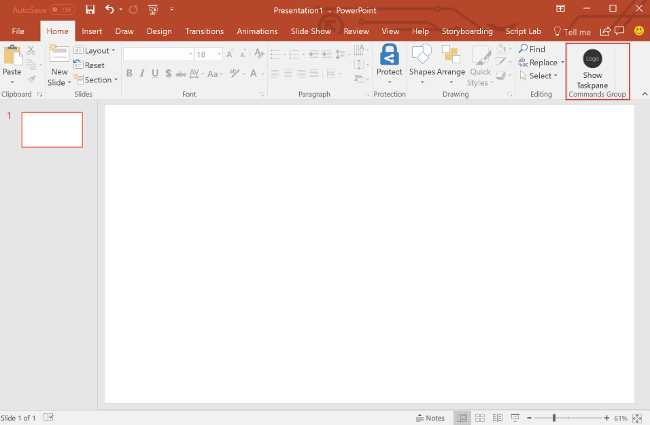 AutoSave Off
Presentation1 - PowerPoint
File Home Insert Draw Design Transitions Animations Slide Show Review View Help Storyboarding Script Lab Tell me
Paste
New
Slide
Layout
Reset
Section
18
B I U S abc AV Aa A
Protect
Shapes Arrange Quick
Styles
Find
Replace
Select
Logo
Show
Taskpane
Clipboard Slides Font Paragraph Protection Drawing Editing Commands Group
1
Slide 1 of 1
Notes
61%